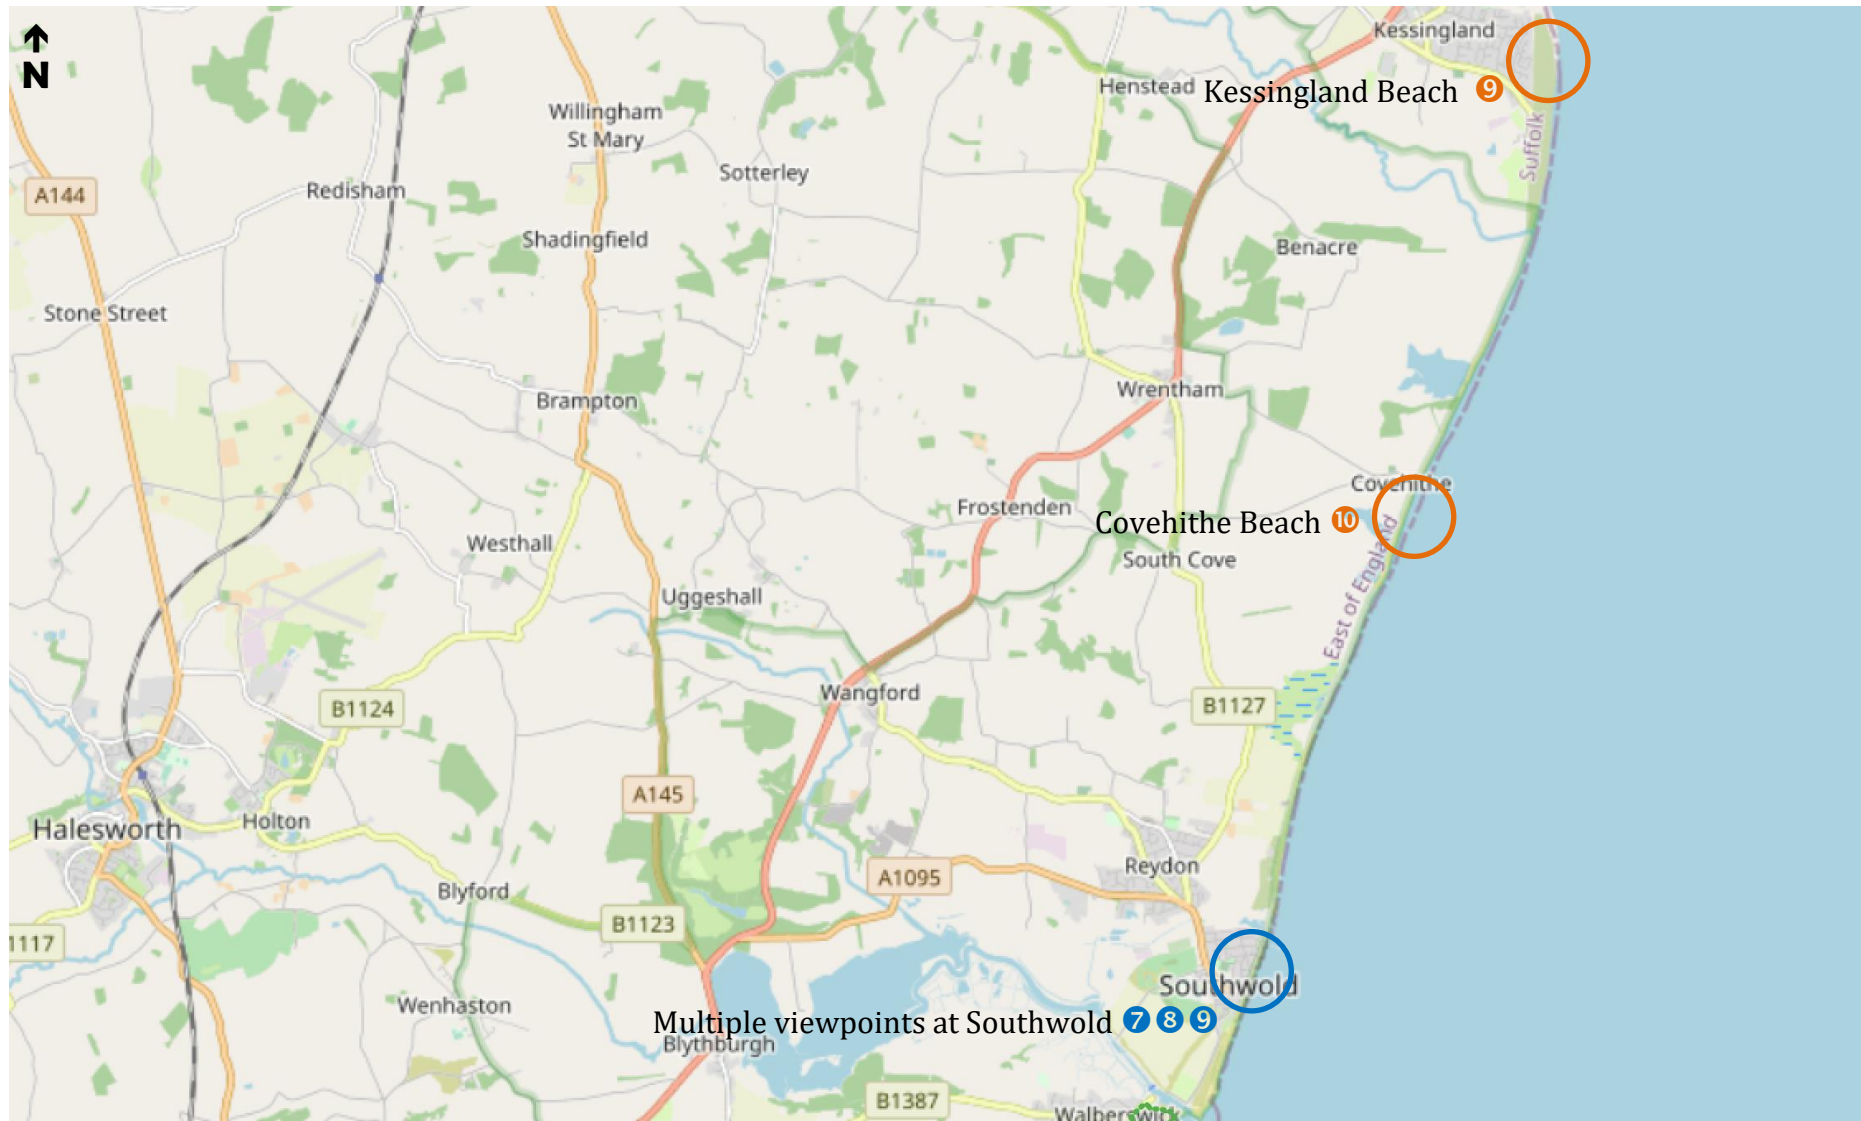 N
Kessingland
Henstead
Kessingland Beach 9
Willingham
St Mary
Suffolk
Sotterley
A144
Redisham
Shadingfield
Benacre
Stone Street
Wrentham
Brampton
Covehithe
Frostenden
Covehithe Beach 10
Westhall
South Cove
East of England
Uggeshall
Wangford
B1124
B1127
A145
Halesworth
Holton
Reydon
A1095
Blyford
B1123
1117
Southwold
Wenhaston
Multiple viewpoints at Southwold 7 8 9
Blythburgh
B1387
Walberswick